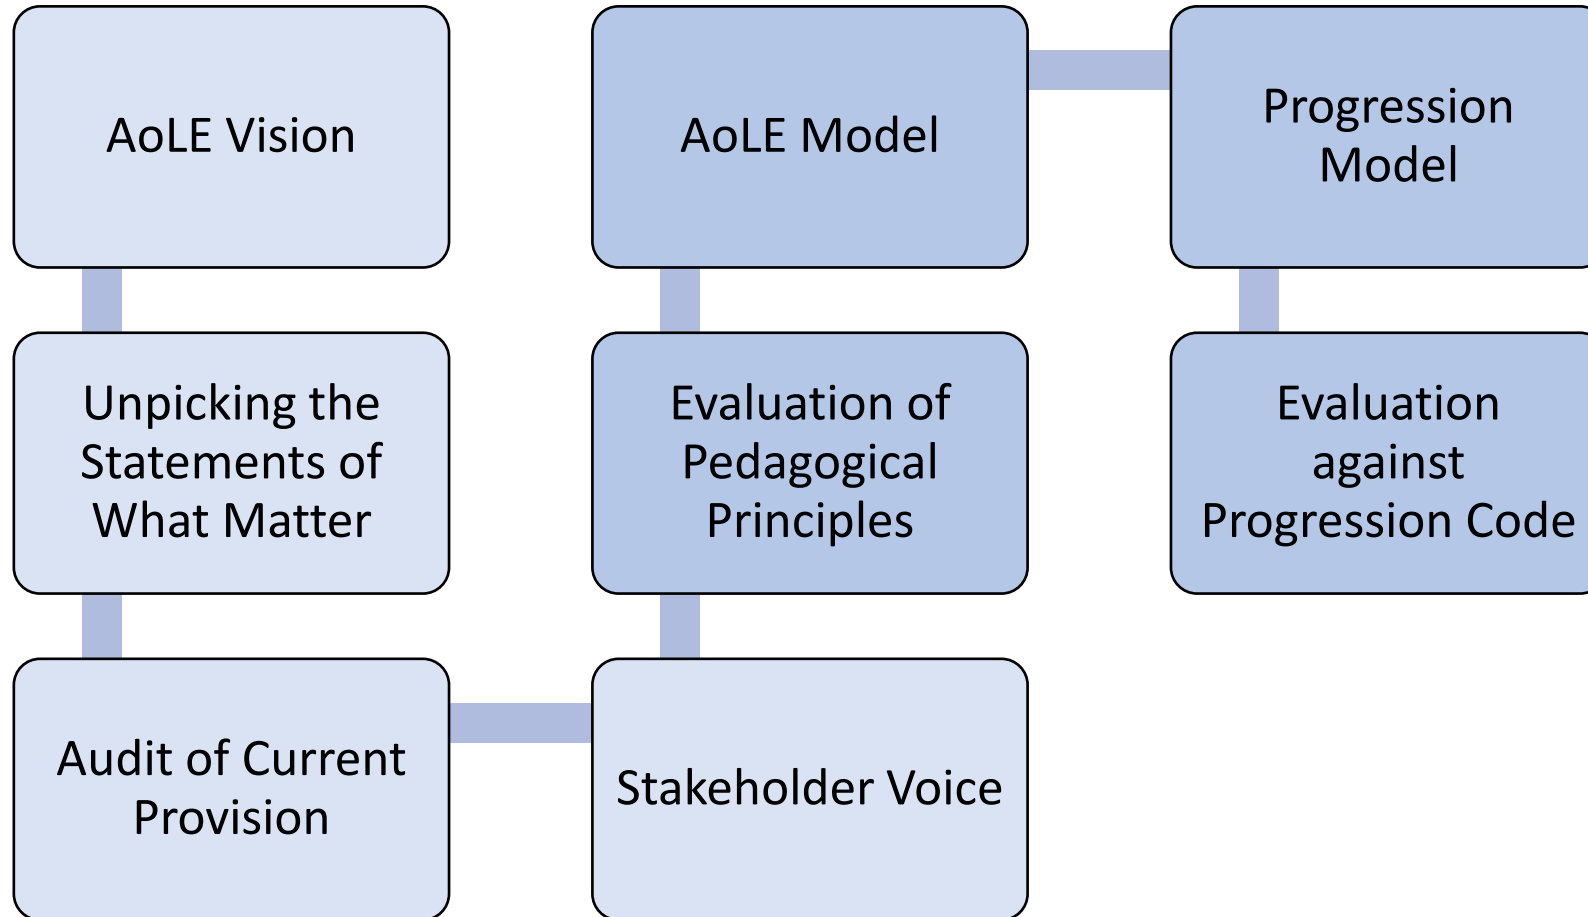 AoLE Vision
Unpicking the
Statements of
What Matter
Audit of Current
Provision
Stakeholder Voice
Evaluation of
Pedagogical
Principles
AoLE Model
Progression
Model
Evaluation
against
Progression Code